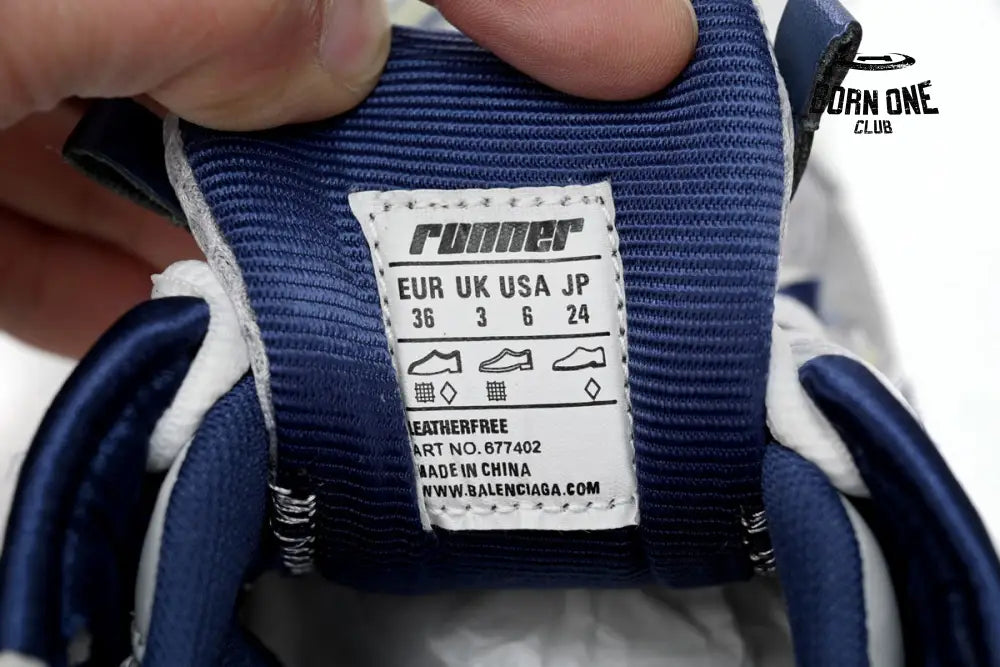 BORN ONE
CLUB
runner
EUR UK USA JP
36 3 6 24
LEATHERFREE
ART NO. 677402
MADE IN CHINA
WWW.BALENCIAGA.COM